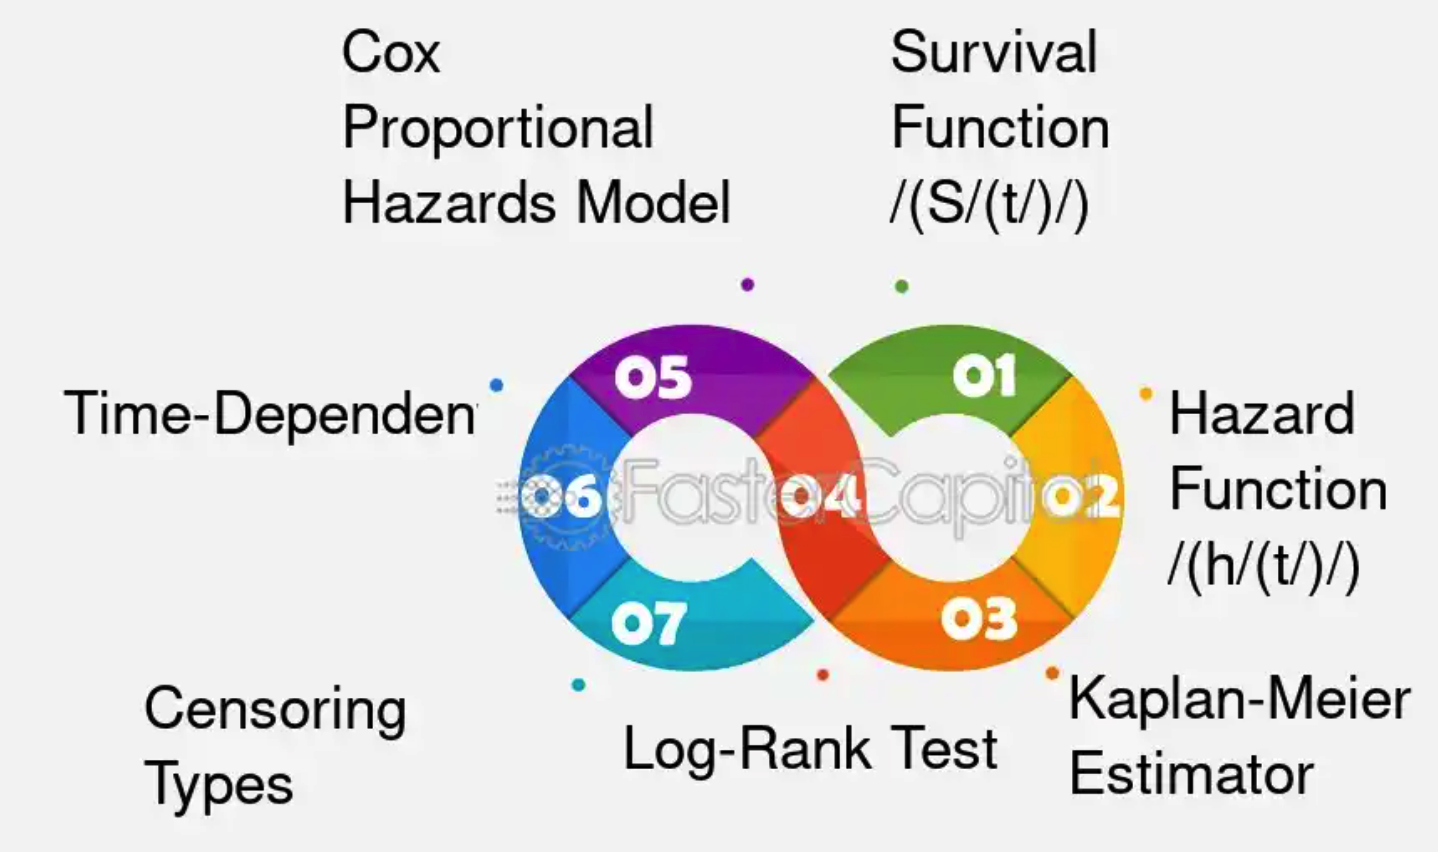 Cox
Proportional
Hazards Model
Survival
Function
/(S/(t/)/)
05
01
Time-Dependen
Hazard
Function
/(h/(t/)/)
06
FasterCapital
04
02
07
03
Censoring
Types
Log-Rank Test
Kaplan-Meier
Estimator